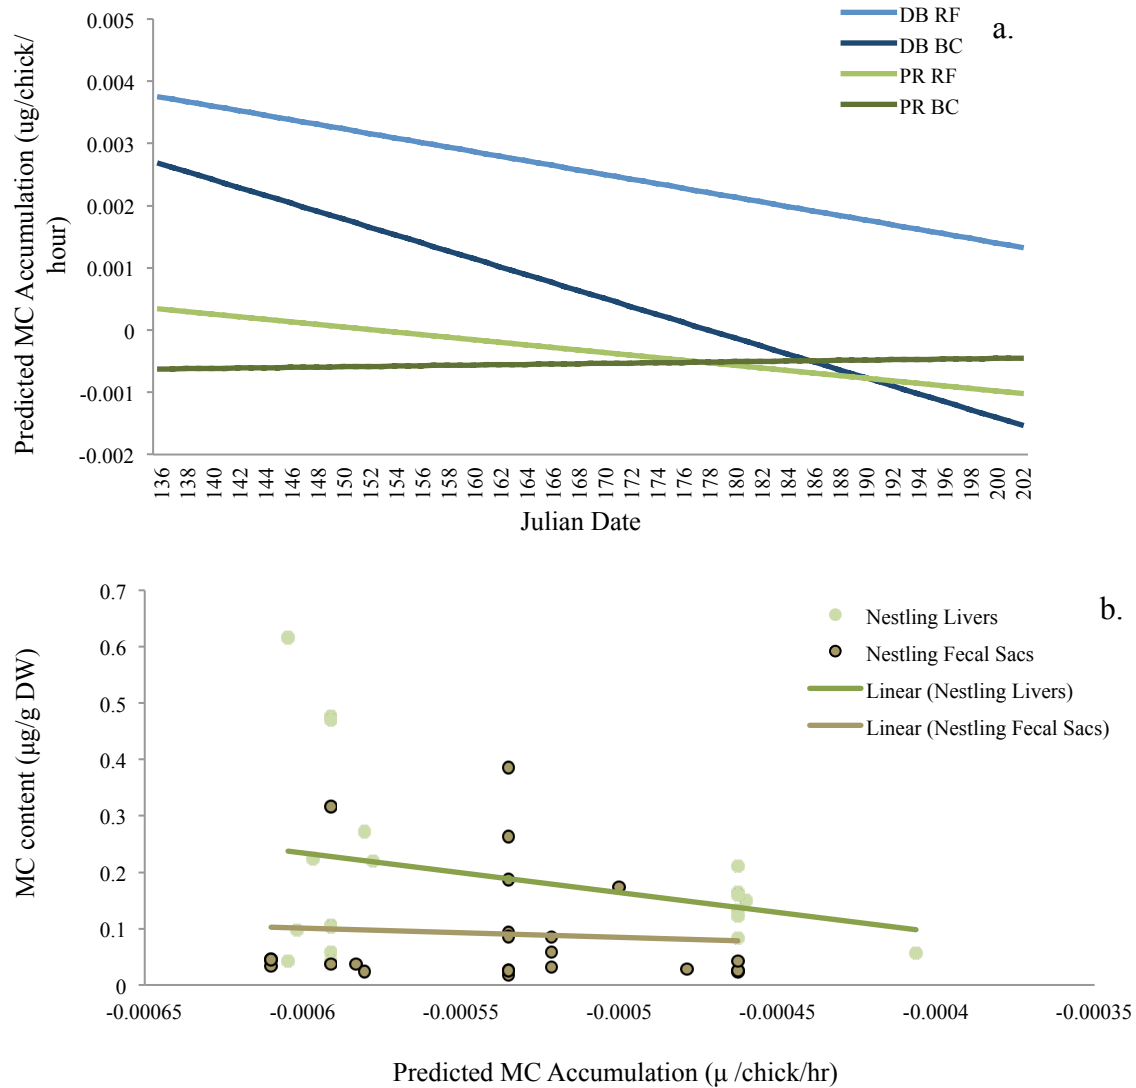 a.
DB RF
DB BC
PR RF
PR BC
Predicted MC Accumulation (ug/chick/
hour)
0.005
0.004
0.003
0.002
0.001
0
-0.001
-0.002
136 138 140 142 144 146 148 150 152 154 156 158 160 162 164 166 168 170 172 174 176 178 180 182 184 186 188 190 192 194 196 198 200 202
Julian Date
b.
Nestling Livers
Nestling Fecal Sacs
Linear (Nestling Livers)
Linear (Nestling Fecal Sacs)
MC content (µg/g DW)
0.7
0.6
0.5
0.4
0.3
0.2
0.1
0
-0.00065 -0.0006 -0.00055 -0.0005 -0.00045 -0.0004 -0.00035
Predicted MC Accumulation (µ /chick/hr)